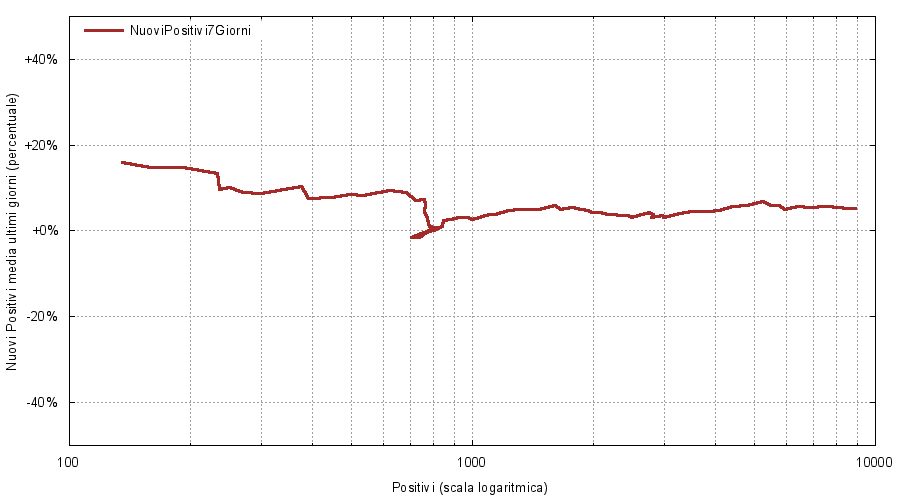 NuoviPositivi7Giorni
+40%
+20%
+0%
-20%
-40%
Nuovi Positivi media ultimi giorni (percentuale)
100
1000
10000
Positivi (scala logaritmica)